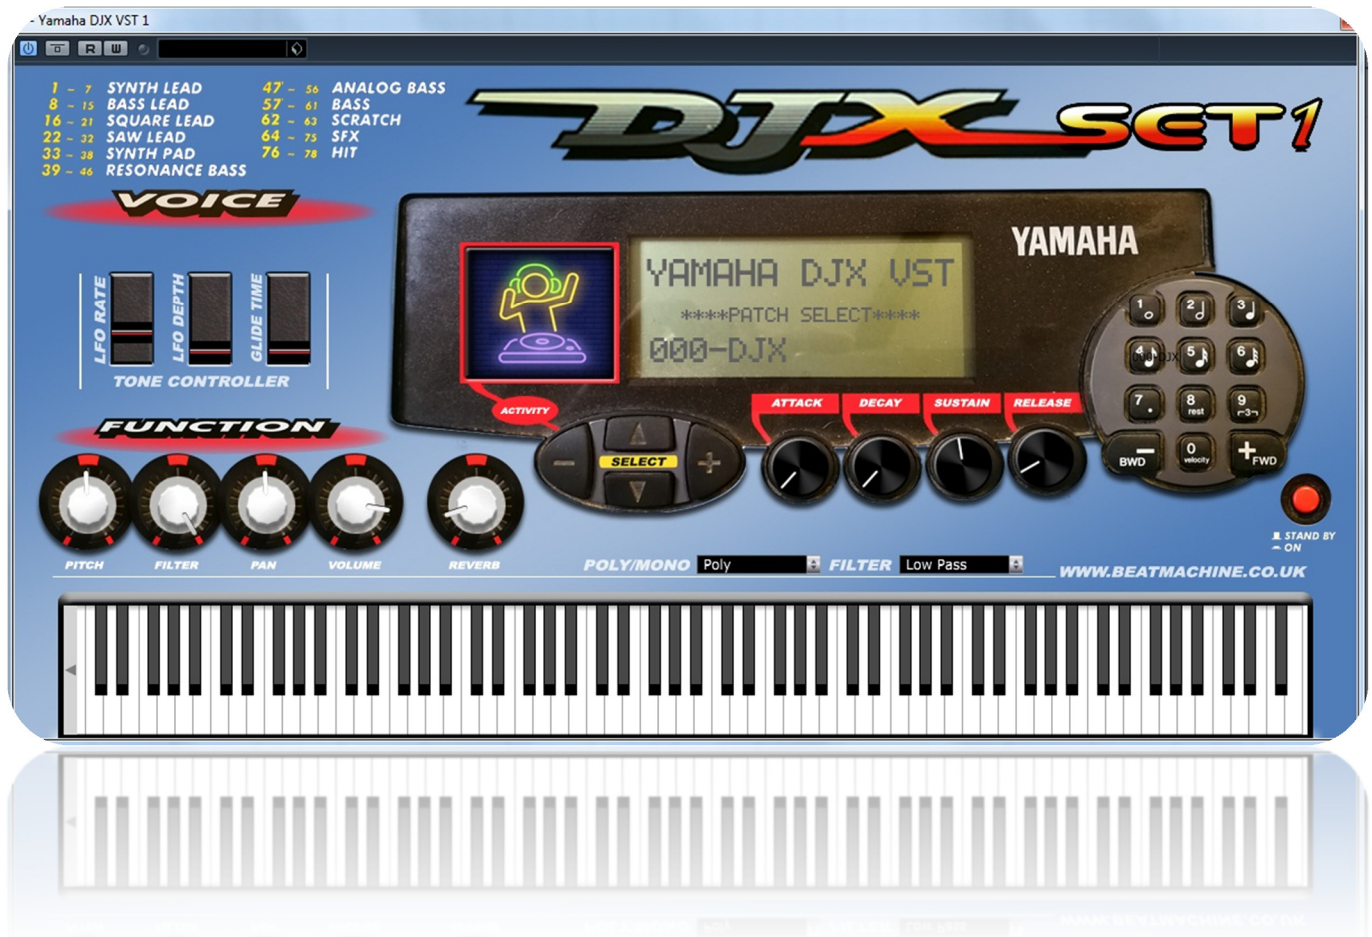 - Yamaha DJX VST 1
R W
1 ~ 7 SYNTH LEAD
8 ~ 15 BASS LEAD
16 ~ 21 SQUARE LEAD
22 ~ 32 SAW LEAD
33 ~ 38 SYNTH PAD
39 ~ 46 RESONANCE BASS
47 ~ 56 ANALOG BASS
57 ~ 61 BASS
62 ~ 63 SCRATCH
64 ~ 75 SFX
76 ~ 78 HIT
DJX SET 1
VOICE
LFO RATE
LFO DEPTH
GLIDE TIME
TONE CONTROLLER
YAMAHA DJX VST
****PATCH SELECT****
000-DJX
YAMAHA
1 2 3
4 5 6
000-DJX
7 8 9
rest
3
BWD - 0 + FWD
velocity
ACTIVITY
SELECT
ATTACK DECAY SUSTAIN RELEASE
FUNCTION
PITCH FILTER PAN VOLUME REVERB
STAND BY
ON
POLY/MONO Poly FILTER Low Pass
WWW.BEATMACHINE.CO.UK